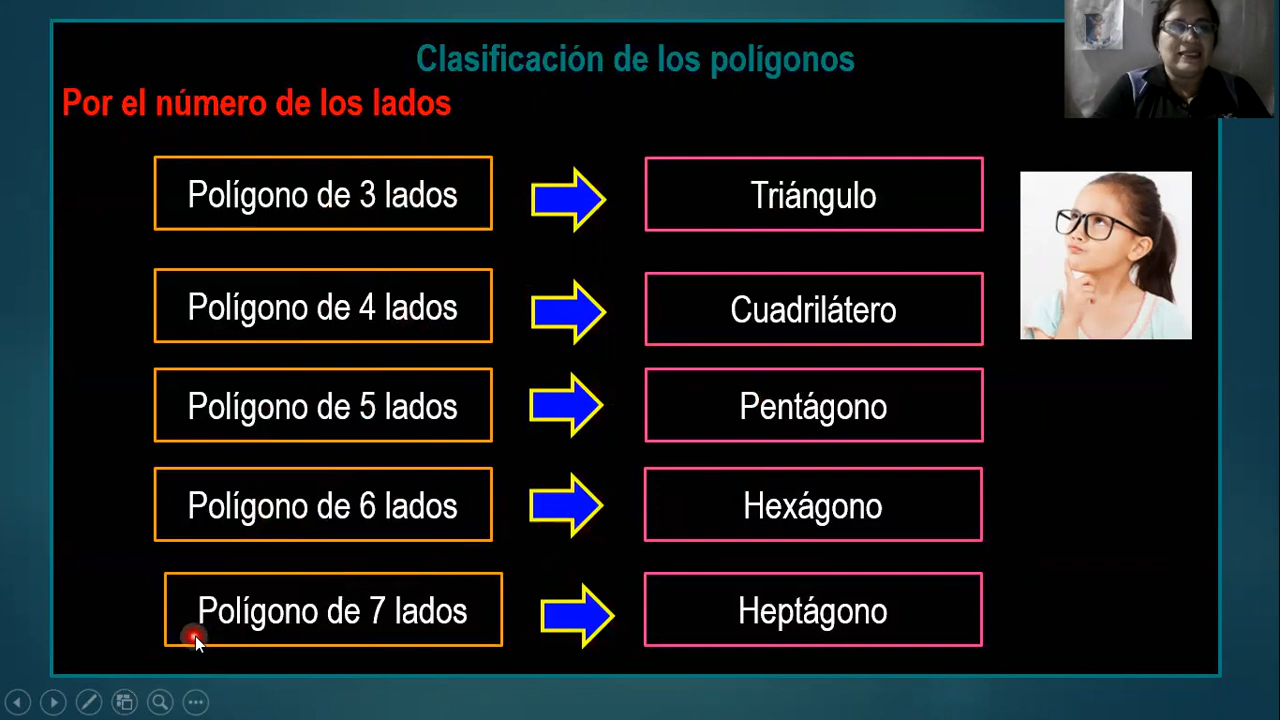 Clasificación de los polígonos
Por el número de los lados
Polígono de 3 lados
Triángulo
Polígono de 4 lados
Cuadrilátero
Polígono de 5 lados
Pentágono
Polígono de 6 lados
Hexágono
Polígono de 7 lados
Heptágono